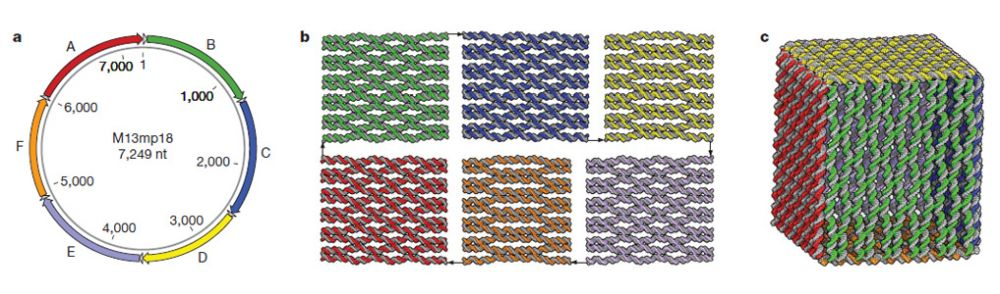 a
A
B
7,000 1
1,000
6,000
F
M13mp18
7,249 nt
C
2,000
5,000
4,000
3,000
E
D
b
c